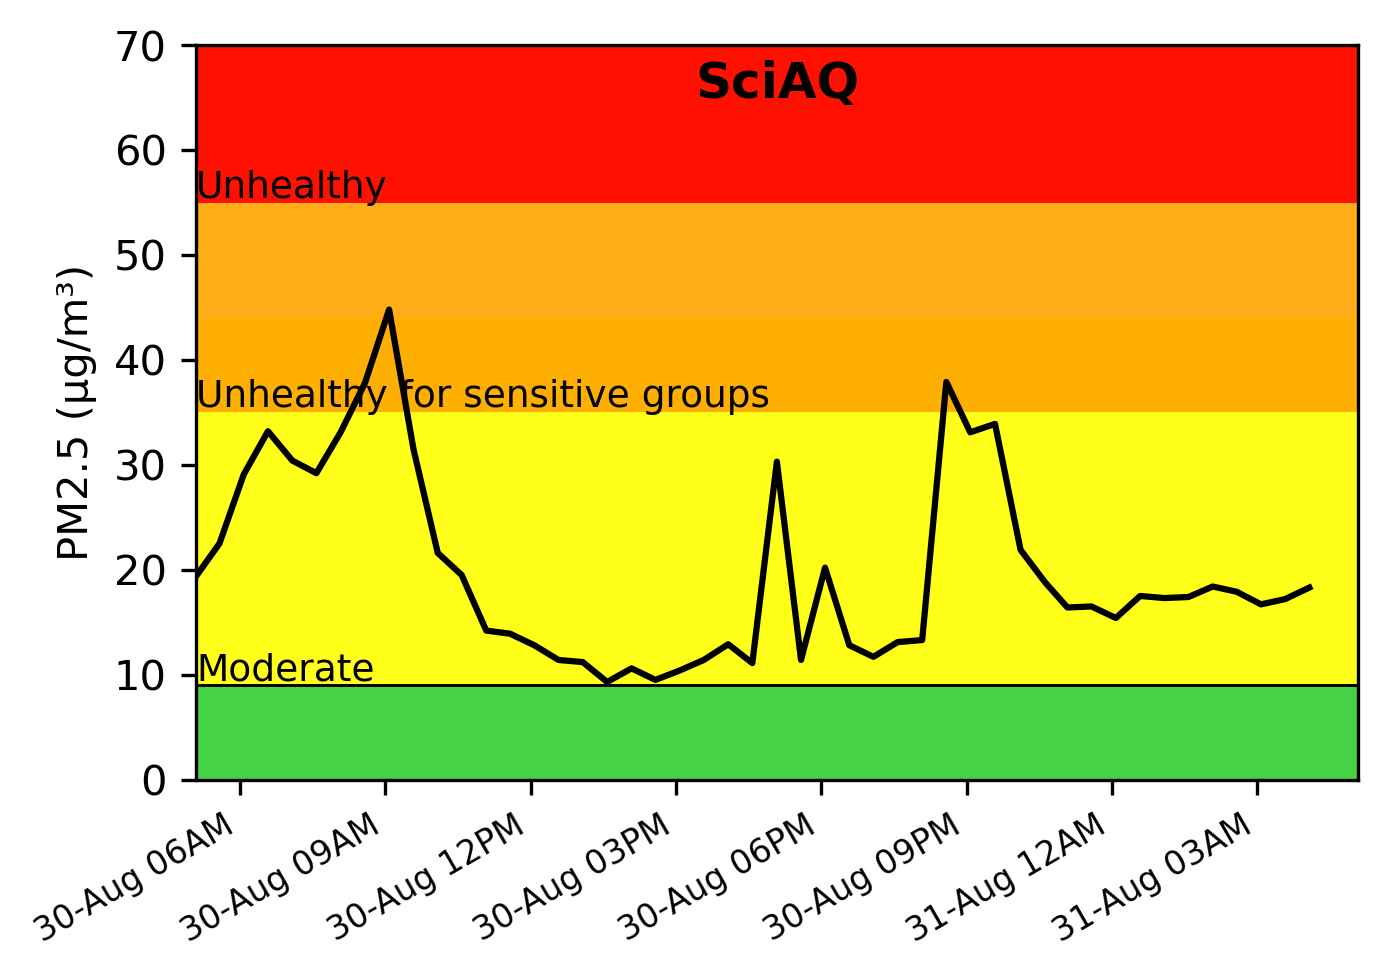 SciAQ
70
60
50
40
30
20
10
0
PM2.5 (µg/m³)
Unhealthy
Unhealthy for sensitive groups
Moderate
30-Aug 06AM
30-Aug 09AM
30-Aug 12PM
30-Aug 03PM
30-Aug 06PM
30-Aug 09PM
31-Aug 12AM
31-Aug 03AM